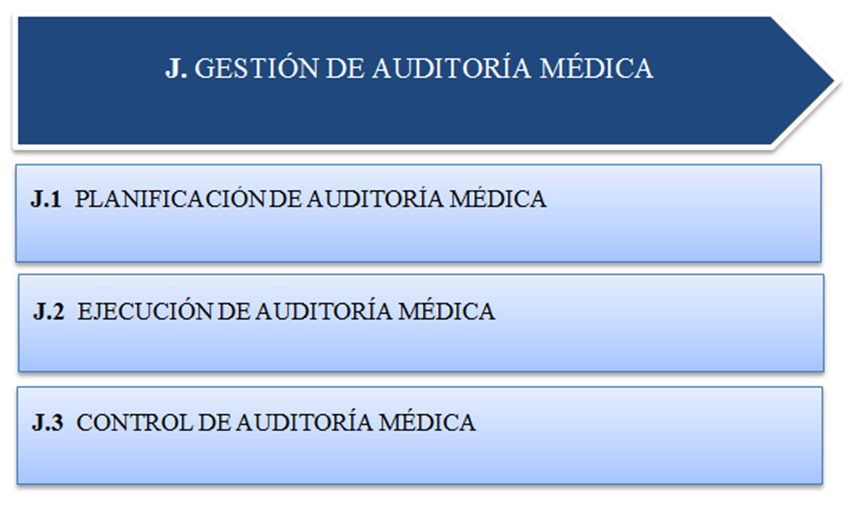 J. GESTIÓN DE AUDITORÍA MÉDICA
J.1 PLANIFICACIÓN DE AUDITORÍA MÉDICA
J.2 EJECUCIÓN DE AUDITORÍA MÉDICA
J.3 CONTROL DE AUDITORÍA MÉDICA